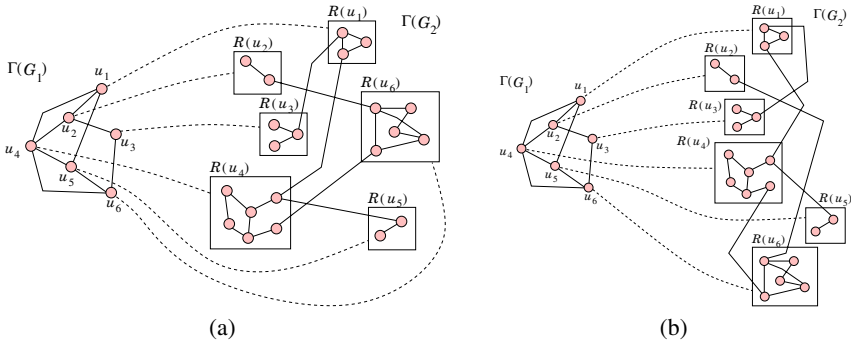 Γ(G₁)
u₁
u₂
u₃
u₄
u₅
u₆
R(u₁)
Γ(G₂)
R(u₂)
R(u₆)
R(u₃)
R(u₄)
R(u₅)
(a)
Γ(G₁)
u₁
u₂
u₃
u₄
u₅
u₆
R(u₁)
Γ(G₂)
R(u₂)
R(u₃)
R(u₄)
R(u₅)
R(u₆)
(b)